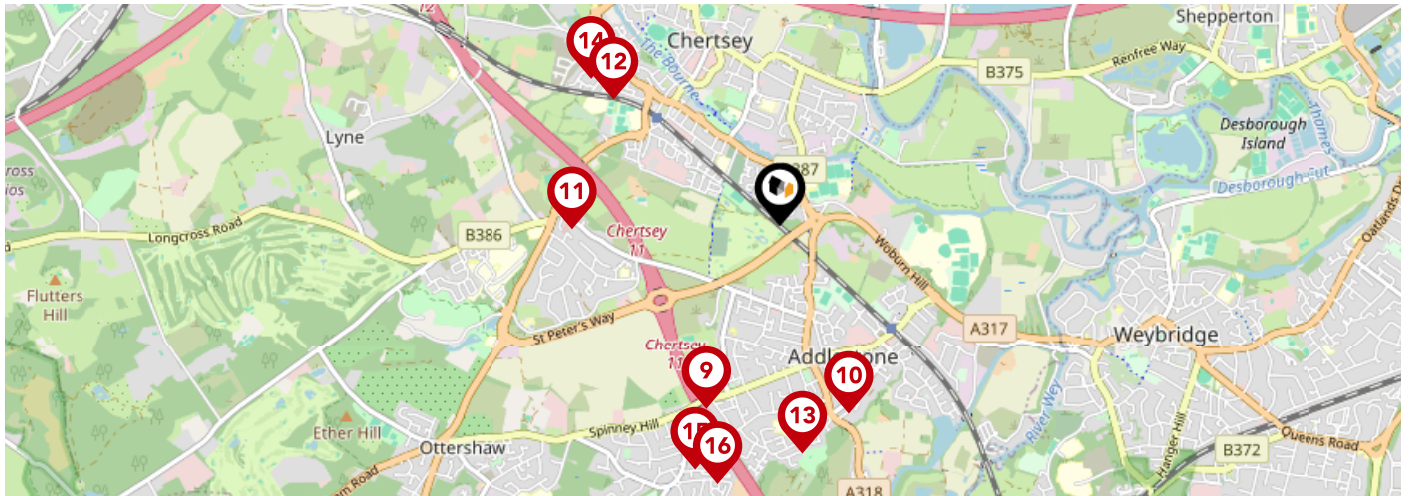 12
Shepperton
14
Chertsey
The Bourne
Renfree Way
12
B375
Thames
Lyne
Desborough
Island
Desborough Cut
11
Longcross Road
B386
Chertsey
11
Woburn Hill
Oatlands
Flutters
Hill
St Peter's Way
A317
Weybridge
Chertsey
11
9
10
13
River Wey
Ether Hill
Spinney Hill
16
Ottershaw
Hanger Hill
Queens Road
B372
A318